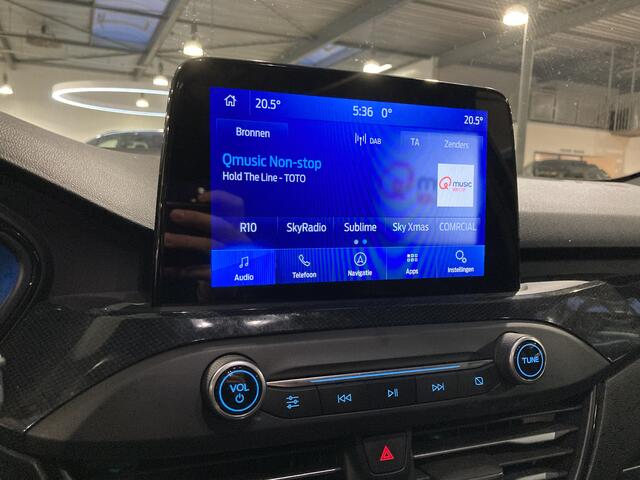 20.5° 5:36 0° 20.5°
Bronnen DAB TA Zenders
Qmusic Non-stop
Hold The Line - TOTO
music
R10 SkyRadio Sublime Sky Xmas COMRCIAL
Audio Telefoon Navigatie Apps Instellingen
VOL TUNE